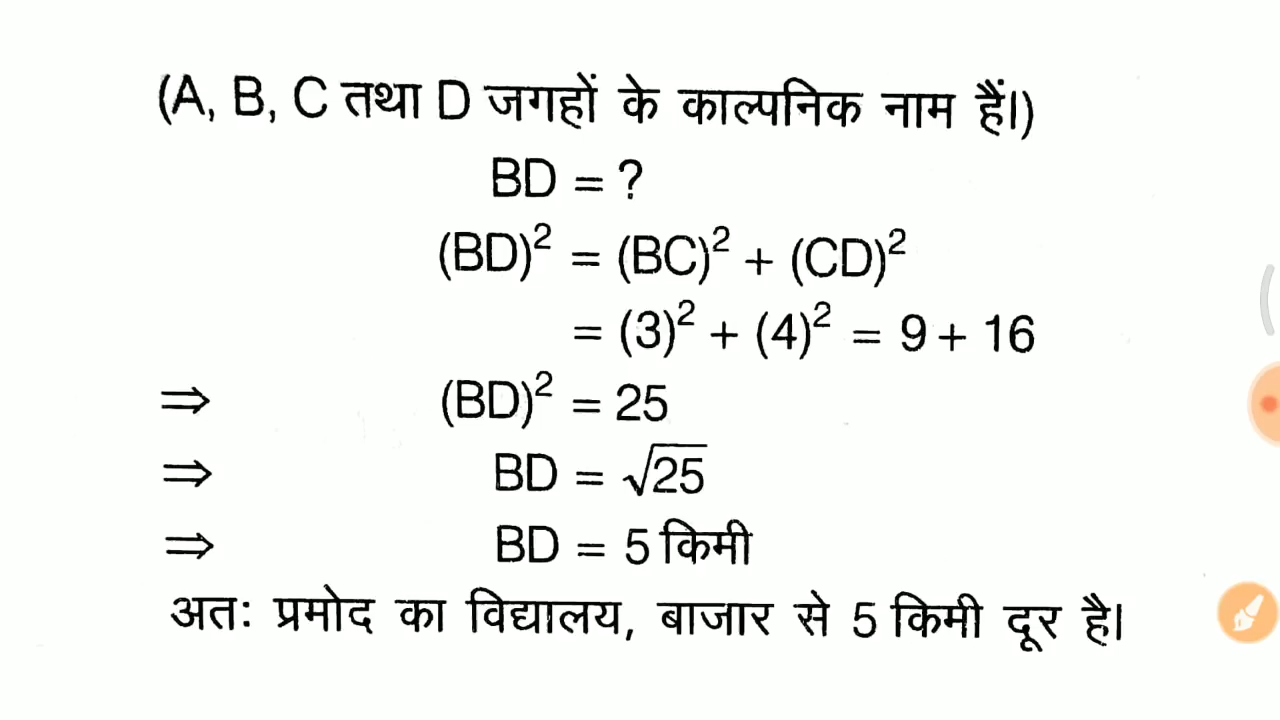 (A, B, C तथा D जगहों के काल्पनिक नाम हैं।)
BD = ?
(BD)² = (BC)² + (CD)²
= (3)² + (4)² = 9 + 16
⇒ (BD)² = 25
⇒ BD = √25
⇒ BD = 5 किमी
अतः प्रमोद का विद्यालय, बाजार से 5 किमी दूर है।